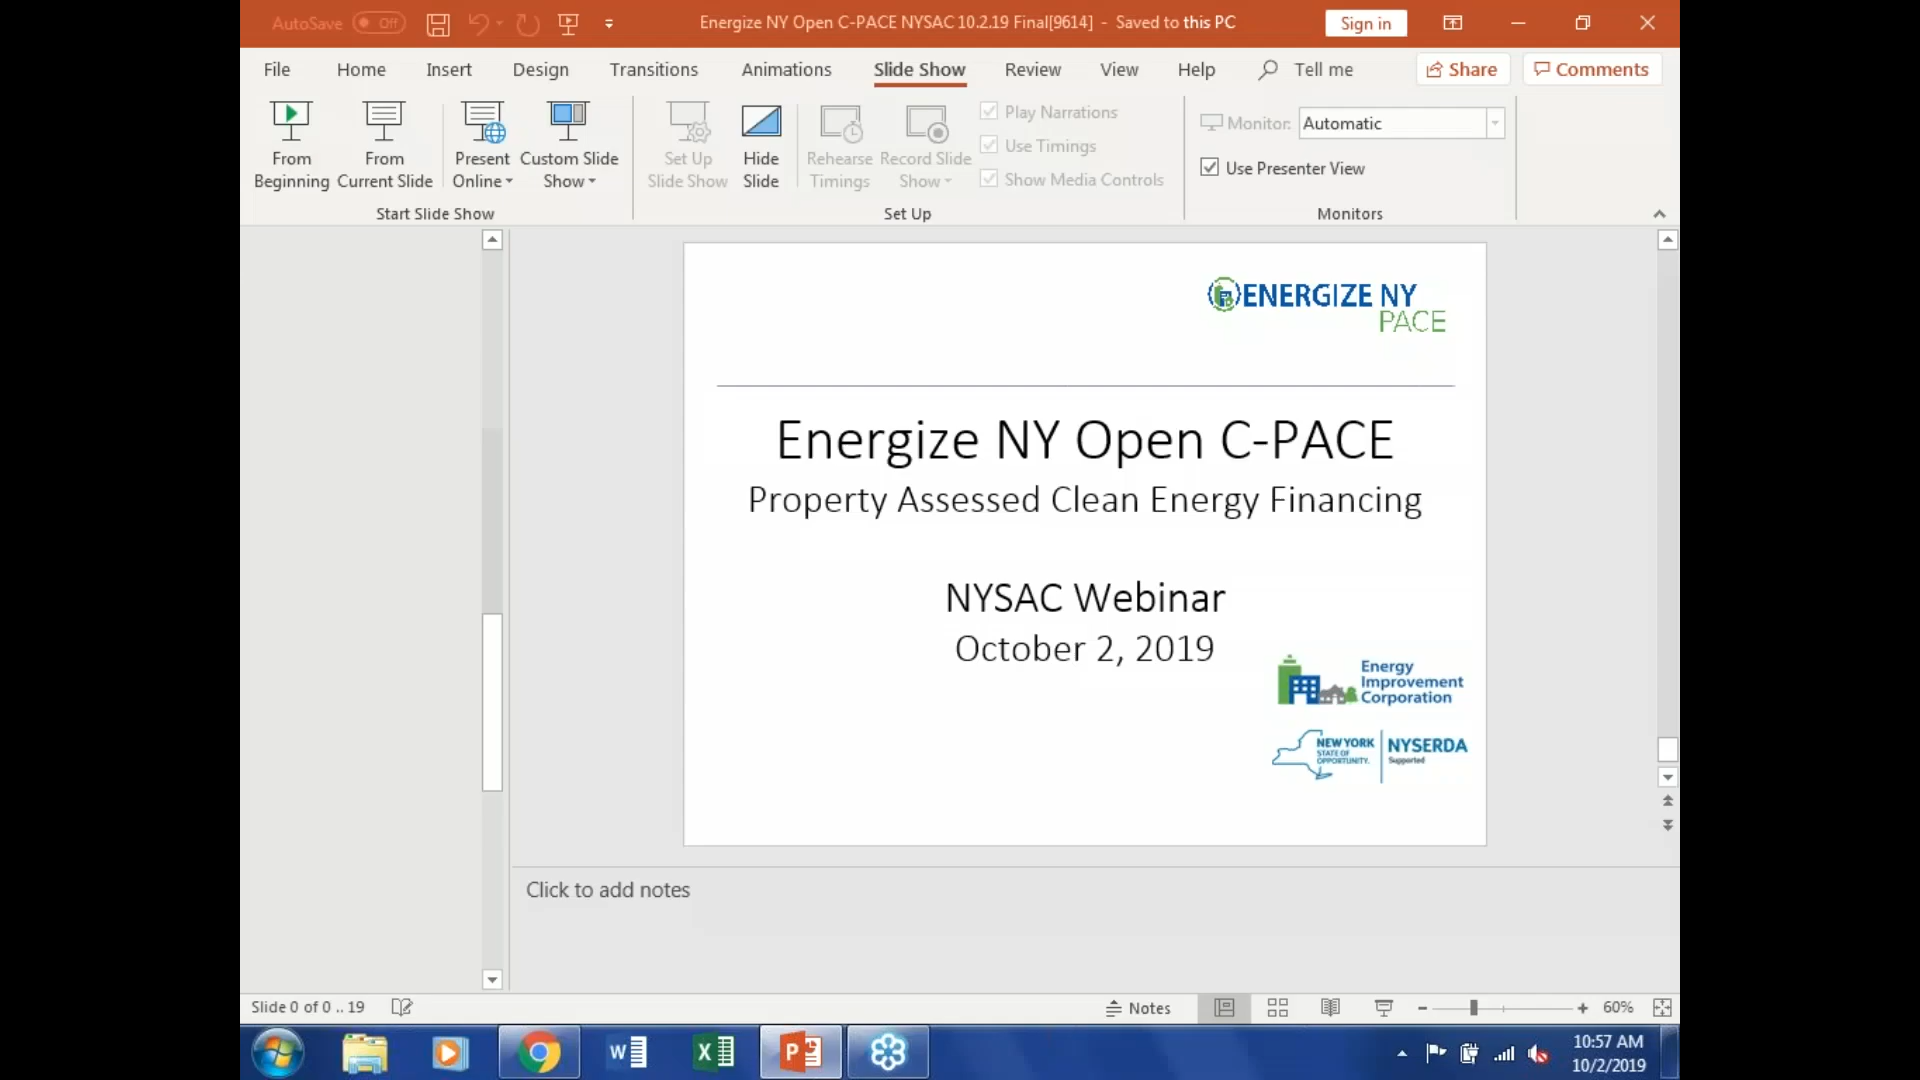 AutoSave Off
Energize NY Open C-PACE NYSAC 10.2.19 Final[9614] - Saved to this PC
Sign in
File Home Insert Design Transitions Animations Slide Show Review View Help Tell me Share Comments
From Beginning
From Current Slide
Present Online
Custom Slide Show
Start Slide Show
Set Up Slide Show
Hide Slide
Rehearse Timings
Record Slide Show
Play Narrations
Use Timings
Show Media Controls
Set Up
Monitor: Automatic
Use Presenter View
Monitors
ENERGIZE NY
PACE
Energize NY Open C-PACE
Property Assessed Clean Energy Financing
NYSAC Webinar
October 2, 2019
Energy
Improvement
Corporation
NEW YORK
STATE OF
OPPORTUNITY.
NYSERDA
Supported
Click to add notes
Slide 0 of 0 .. 19
Notes
60%
10:57 AM
10/2/2019